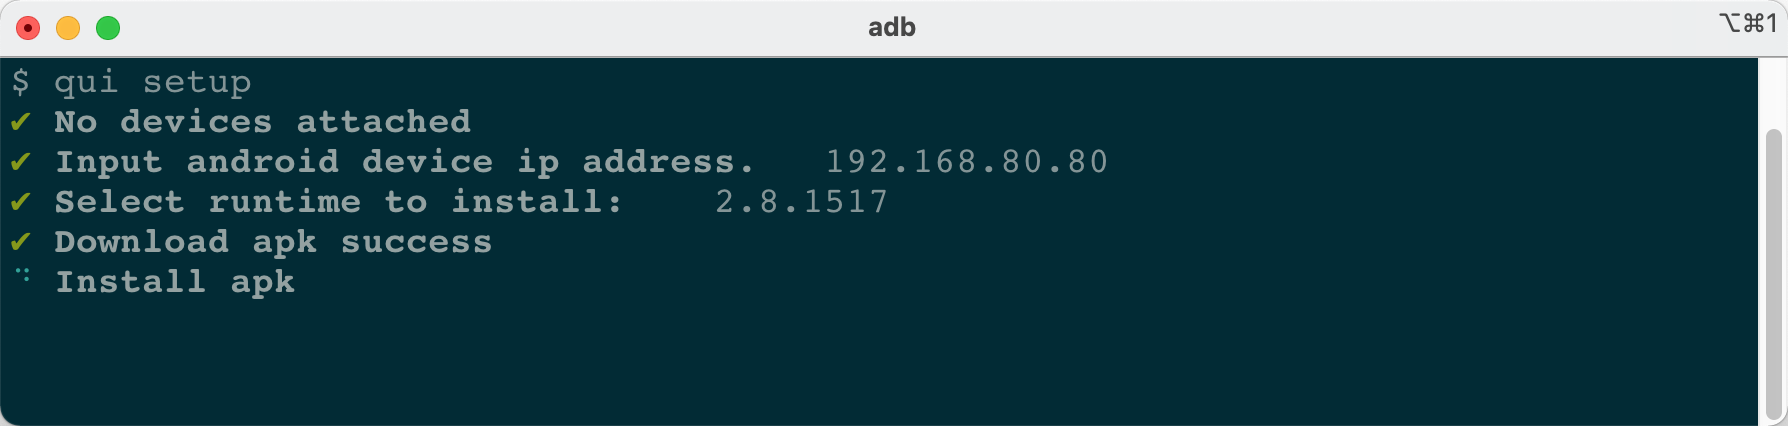 adb
⌥⌘1
$ qui setup
✔ No devices attached
✔ Input android device ip address. 192.168.80.80
✔ Select runtime to install: 2.8.1517
✔ Download apk success
⠙ Install apk